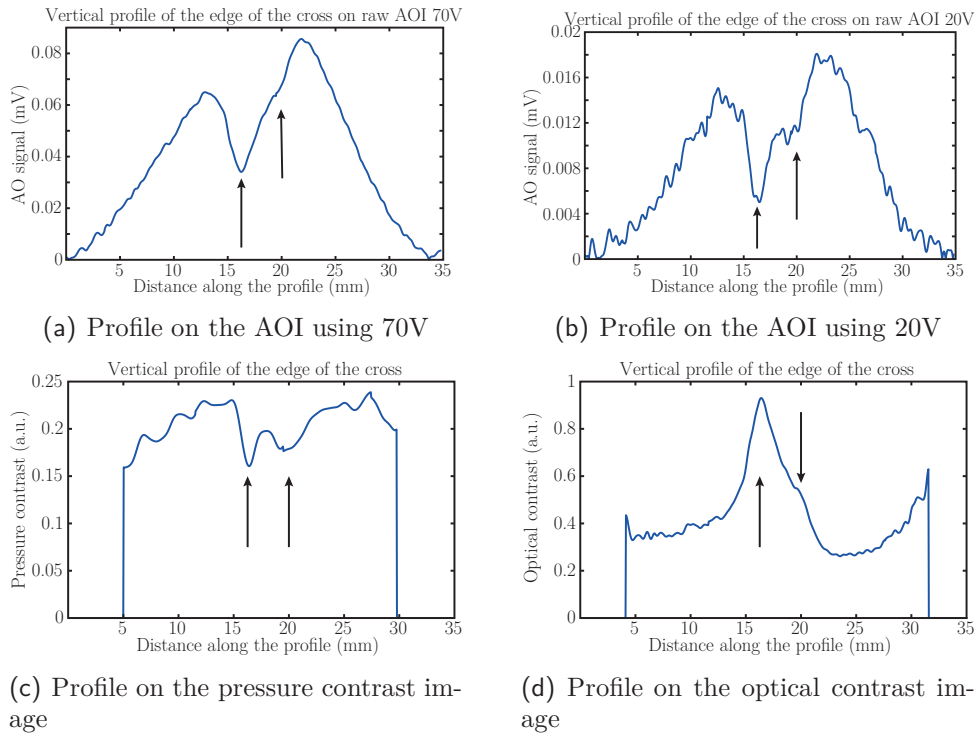 Vertical profile of the edge of the cross on raw AOI 70V
AO signal (mV)
0.08
0.06
0.04
0.02
0
5
10
15
20
25
30
35
Distance along the profile (mm)
(a) Profile on the AOI using 70V
Vertical profile of the edge of the cross on raw AOI 20V
AO signal (mV)
0.02
0.016
0.012
0.008
0.004
0
5
10
15
20
25
30
35
Distance along the profile (mm)
(b) Profile on the AOI using 20V
Vertical profile of the edge of the cross
Pressure contrast (a.u.)
0.25
0.2
0.15
0.1
0.05
0
5
10
15
20
25
30
35
Distance along the profile (mm)
(c) Profile on the pressure contrast im-
age
Vertical profile of the edge of the cross
Optical contrast (a.u.)
1
0.8
0.6
0.4
0.2
0
5
10
15
20
25
30
35
Distance along the profile (mm)
(d) Profile on the optical contrast im-
age